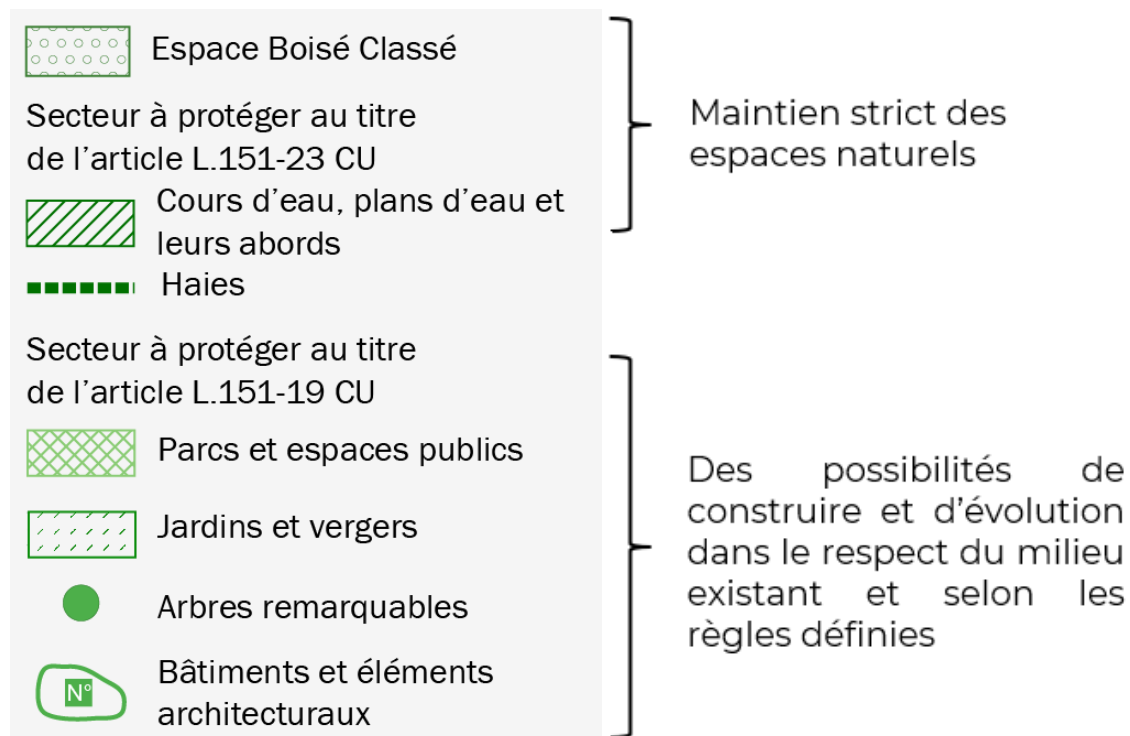 Espace Boisé Classé
Secteur à protéger au titre
de l’article L.151-23 CU
Cours d’eau, plans d’eau et
leurs abords
Haies
Maintien strict des
espaces naturels
Secteur à protéger au titre
de l’article L.151-19 CU
Parcs et espaces publics
Jardins et vergers
Arbres remarquables
N°
Bâtiments et éléments
architecturaux
Des possibilités de
construire et d’évolution
dans le respect du milieu
existant et selon les
règles définies